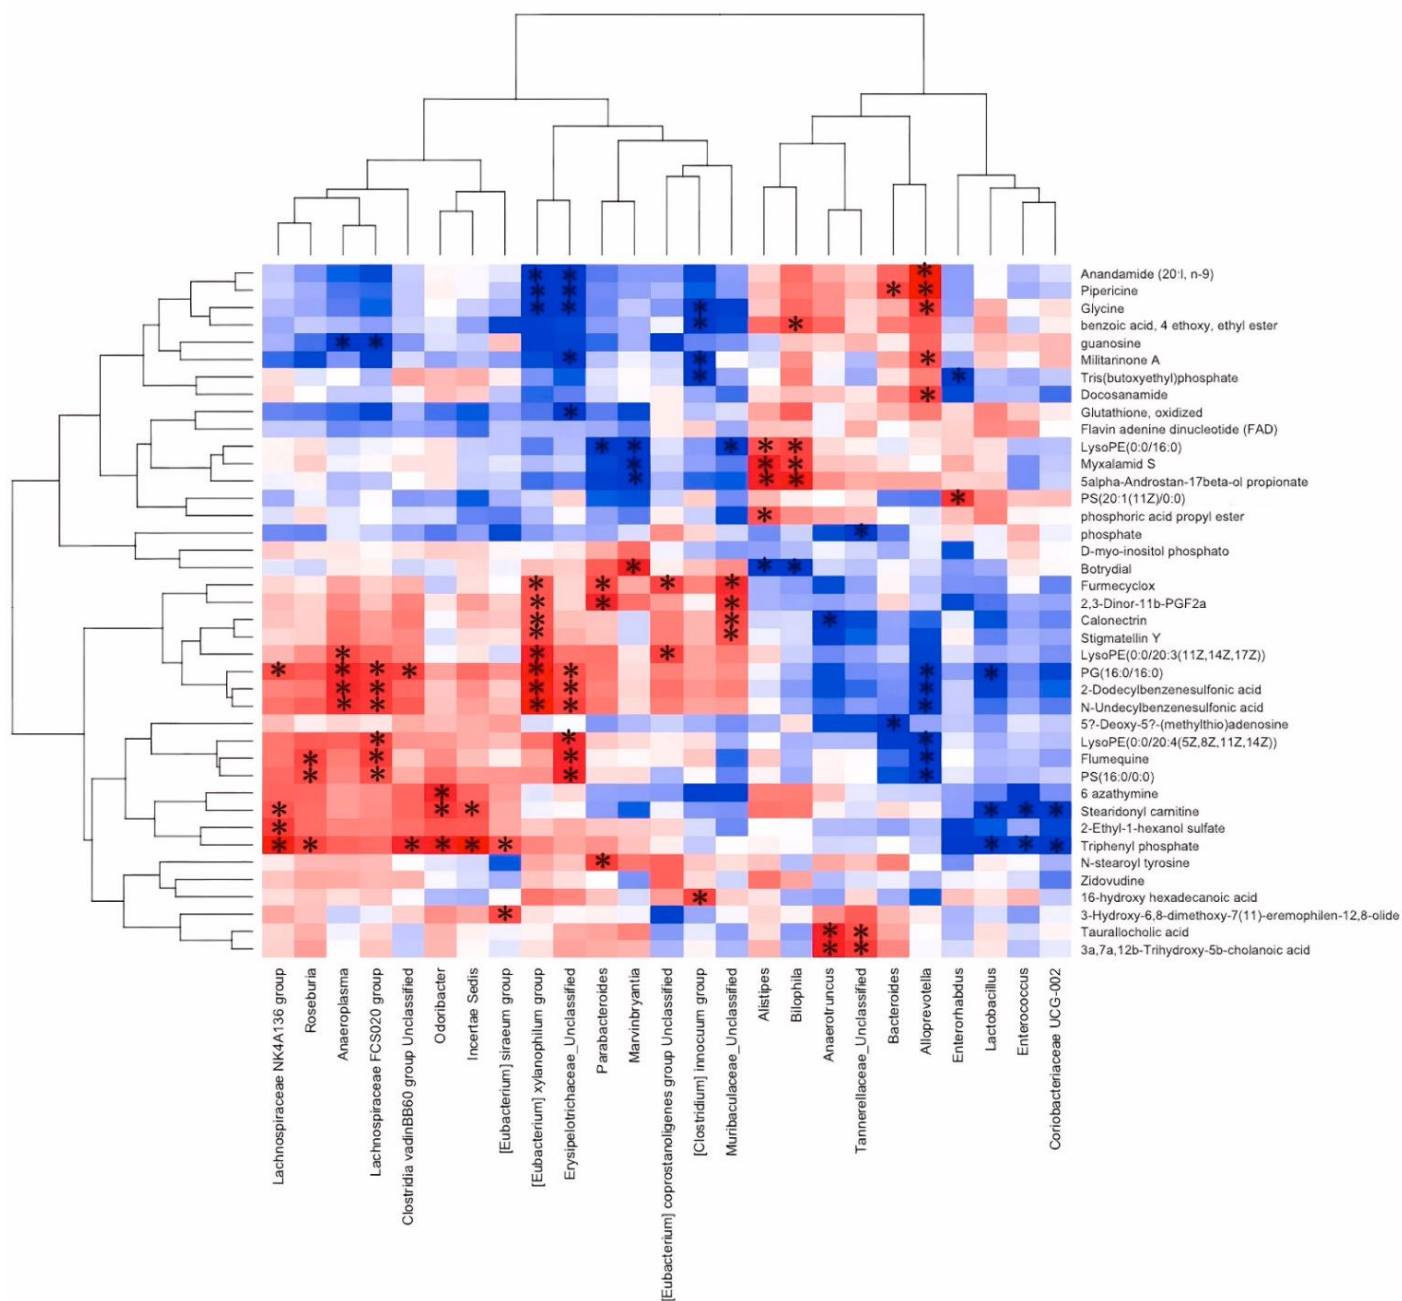 Anandamide (20:l, n-9)
Pipericine
Glycine
benzoic acid, 4 ethoxy, ethyl ester
guanosine
Militarinone A
Tris(butoxyethyl)phosphate
Docosanamide
Glutathione, oxidized
Flavin adenine dinucleotide (FAD)
LysoPE(0:0/16:0)
Myxalamid S
5alpha-Androstan-17beta-ol propionate
PS(20:1(11Z)/0:0)
phosphoric acid propyl ester
phosphate
D-myo-inositol phosphato
Botrydial
Furmecyclox
2,3-Dinor-11b-PGF2a
Calonectrin
Stigmatellin Y
LysoPE(0:0/20:3(11Z,14Z,17Z))
PG(16:0/16:0)
2-Dodecylbenzenesulfonic acid
N-Undecylbenzenesulfonic acid
5?-Deoxy-5?-(methylthio)adenosine
LysoPE(0:0/20:4(5Z,8Z,11Z,14Z))
Flumequine
PS(16:0/0:0)
6 azathymine
Stearidonyl carnitine
2-Ethyl-1-hexanol sulfate
Triphenyl phosphate
N-stearoyl tyrosine
Zidovudine
16-hydroxy hexadecanoic acid
3-Hydroxy-6,8-dimethoxy-7(11)-eremophilen-12,8-olide
Taurallocholic acid
3a,7a,12b-Trihydroxy-5b-cholanoic acid
Lachnospiraceae NK4A136 group
Roseburia
Anaeroplasma
Lachnospiraceae FCS020 group
Clostridia vadinBB60 group Unclassified
Odoribacter
Incertae Sedis
[Eubacterium] siraeum group
[Eubacterium] xylanophilum group
Erysipelotrichaceae_Unclassified
Parabacteroides
Marvinbryantia
[Eubacterium] coprostanoligenes group Unclassified
[Clostridium] innocuum group
Muribaculaceae_Unclassified
Alistipes
Bilophila
Anaerotruncus
Tannerellaceae_Unclassified
Bacteroides
Alloprevotella
Enterorhabdus
Lactobacillus
Enterococcus
Coriobacteriaceae UCG-002